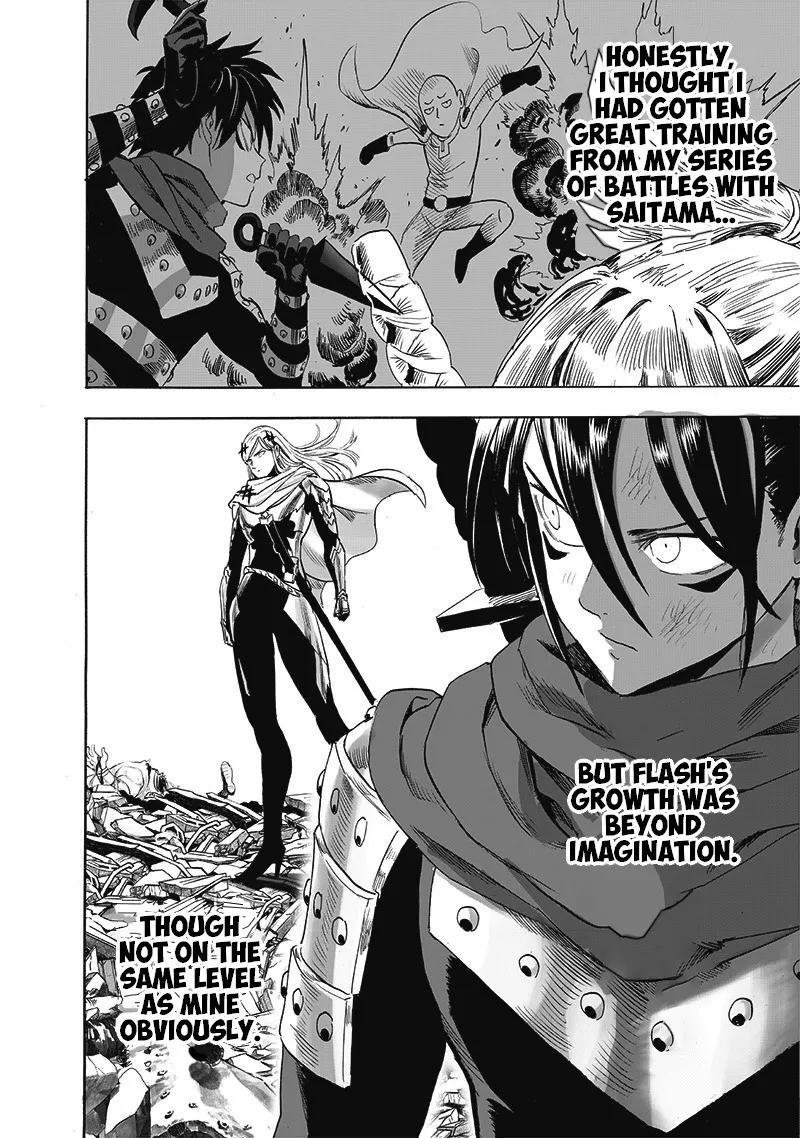 HONESTLY,
I THOUGHT I
HAD GOTTEN
GREAT TRAINING
FROM MY SERIES
OF BATTLES WITH
SAITAMA...
BUT FLASH'S
GROWTH WAS
BEYOND
IMAGINATION.
THOUGH
NOT ON THE
SAME LEVEL
AS MINE
OBVIOUSLY.